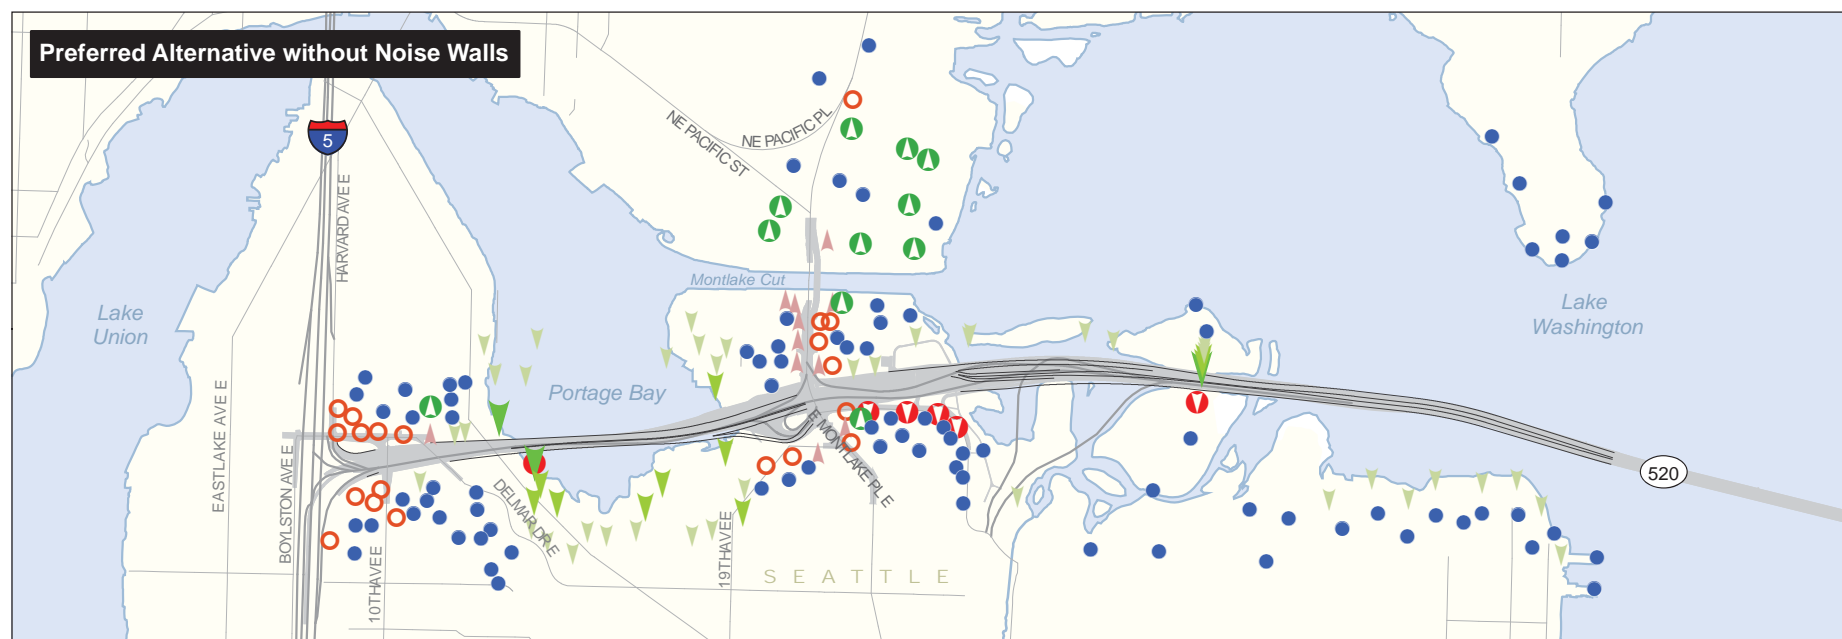 Preferred Alternative without Noise Walls
5
HARVARD AVE E
NE PACIFIC ST
NE PACIFIC PL
Montlake Cut
Lake
Union
Lake
Washington
Portage Bay
EASTLAKE AVE E
BOYLSTON AVE E
10TH AVE E
DELMAR DR E
19TH AVE E
E MONTLAKE PL E
520
SEATTLE